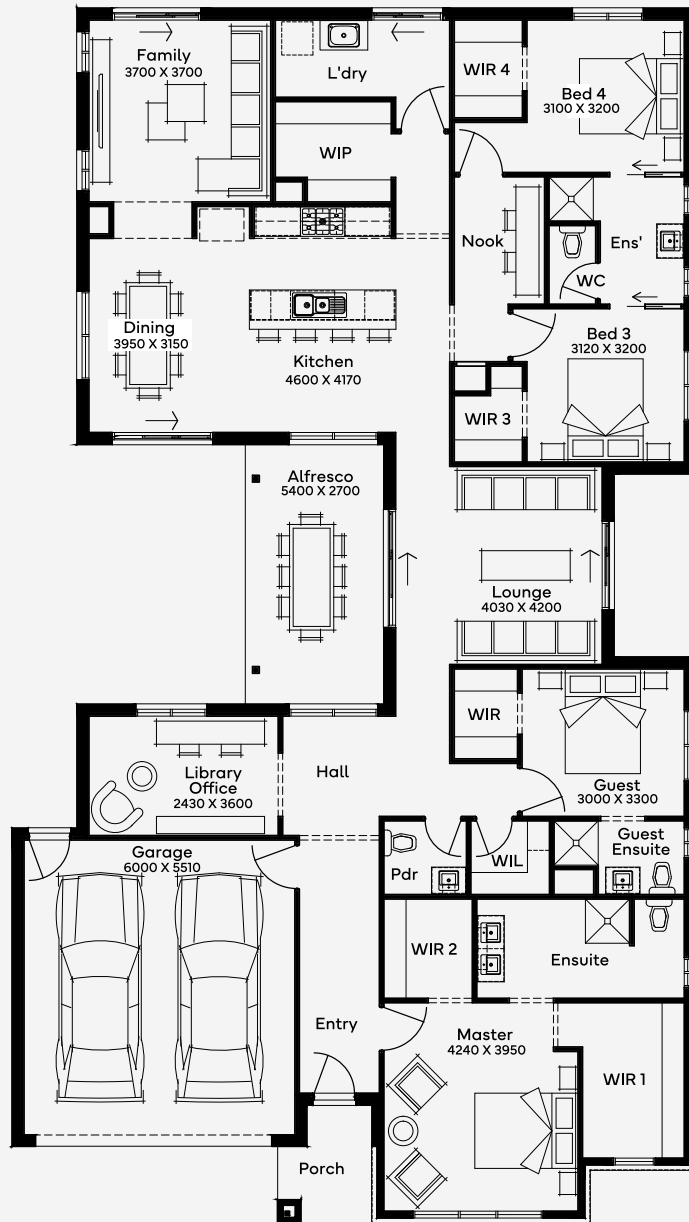 Family
3700 X 3700
L'dry
WIR 4
Bed 4
3100 X 3200
WIP
Nook
Ens'
WC
Dining
3950 X 3150
Kitchen
4600 X 4170
Bed 3
3120 X 3200
WIR 3
Alfresco
5400 X 2700
Lounge
4030 X 4200
WIR
Guest
3000 X 3300
Library
Office
2430 X 3600
Hall
Garage
6000 X 5510
Pdr
WIL
Guest
Ensuite
WIR 2
Ensuite
Entry
Master
4240 X 3950
WIR 1
Porch